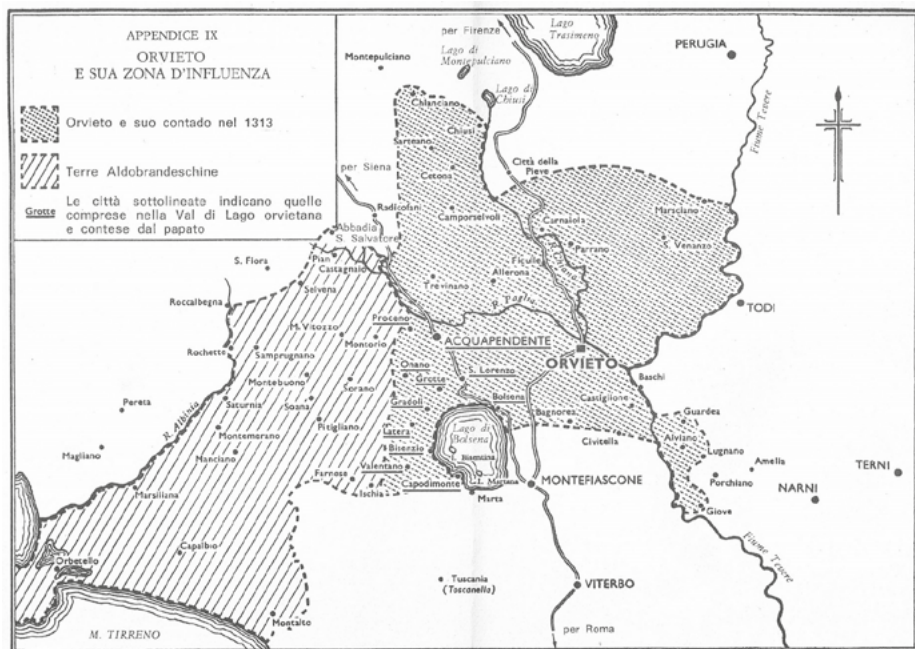 APPENDICE IX
ORVIETO
E SUA ZONA D'INFLUENZA
Orvieto e suo contado nel 1313
Terre Aldobrandeschine
Grotte
Le città sottolineate indicano quelle
comprese nella Val di Lago orvietana
e contese dal papato
per Firenze
Lago
Trasimeno
Lago di
Montepulciano
Montepulciano
PERUGIA
Lago di
Chiusi
Chianciano
Chiusi
Sarteano
Fiume Tevere
per Siena
Cetona
Città della
Pieve
Radicofani
Camporselvoli
Marsciano
Carnaiola
Abbadia
S. Salvatore
Parrano
S. Venanzo
R. Chiana
Ficulle
Pian
Castagnaio
S. Fiora
Allerona
Trevinano
Selvena
R. Paglia
TODI
Roccalbegna
Proceno
M. Vitozzo
Montorio
ACQUAPENDENTE
ORVIETO
Rochette
Samprugnano
Onano
S. Lorenzo
Montebuono
Sorano
Grotte
Baschi
Saturnia
Soana
Gradoli
Bolsena
Castiglione
Pereta
R. Albinia
Pitigliano
Latera
Bagnorea
Guardea
Lago di
Bolsena
Montemerano
Civitella
Alviano
Magliano
Manciano
Bisenzio
I. Bisentina
Lugnano
Amelia
TERNI
Farnese
Valentano
Capodimonte
I. Martana
MONTEFIASCONE
Porchiano
NARNI
Marsiliana
Ischia
Marta
Giove
Capalbio
Orbetello
Fiume Tevere
Tuscania
(Toscanella)
VITERBO
Montalto
M. TIRRENO
per Roma